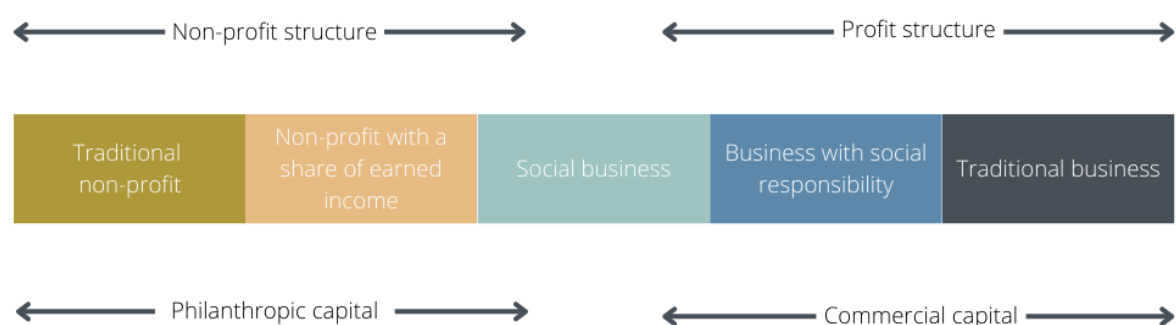 Non-profit structure
Profit structure
Traditional
non-profit
Non-profit with a
share of earned
income
Social business
Business with social
responsibility
Traditional business
Philanthropic capital
Commercial capital